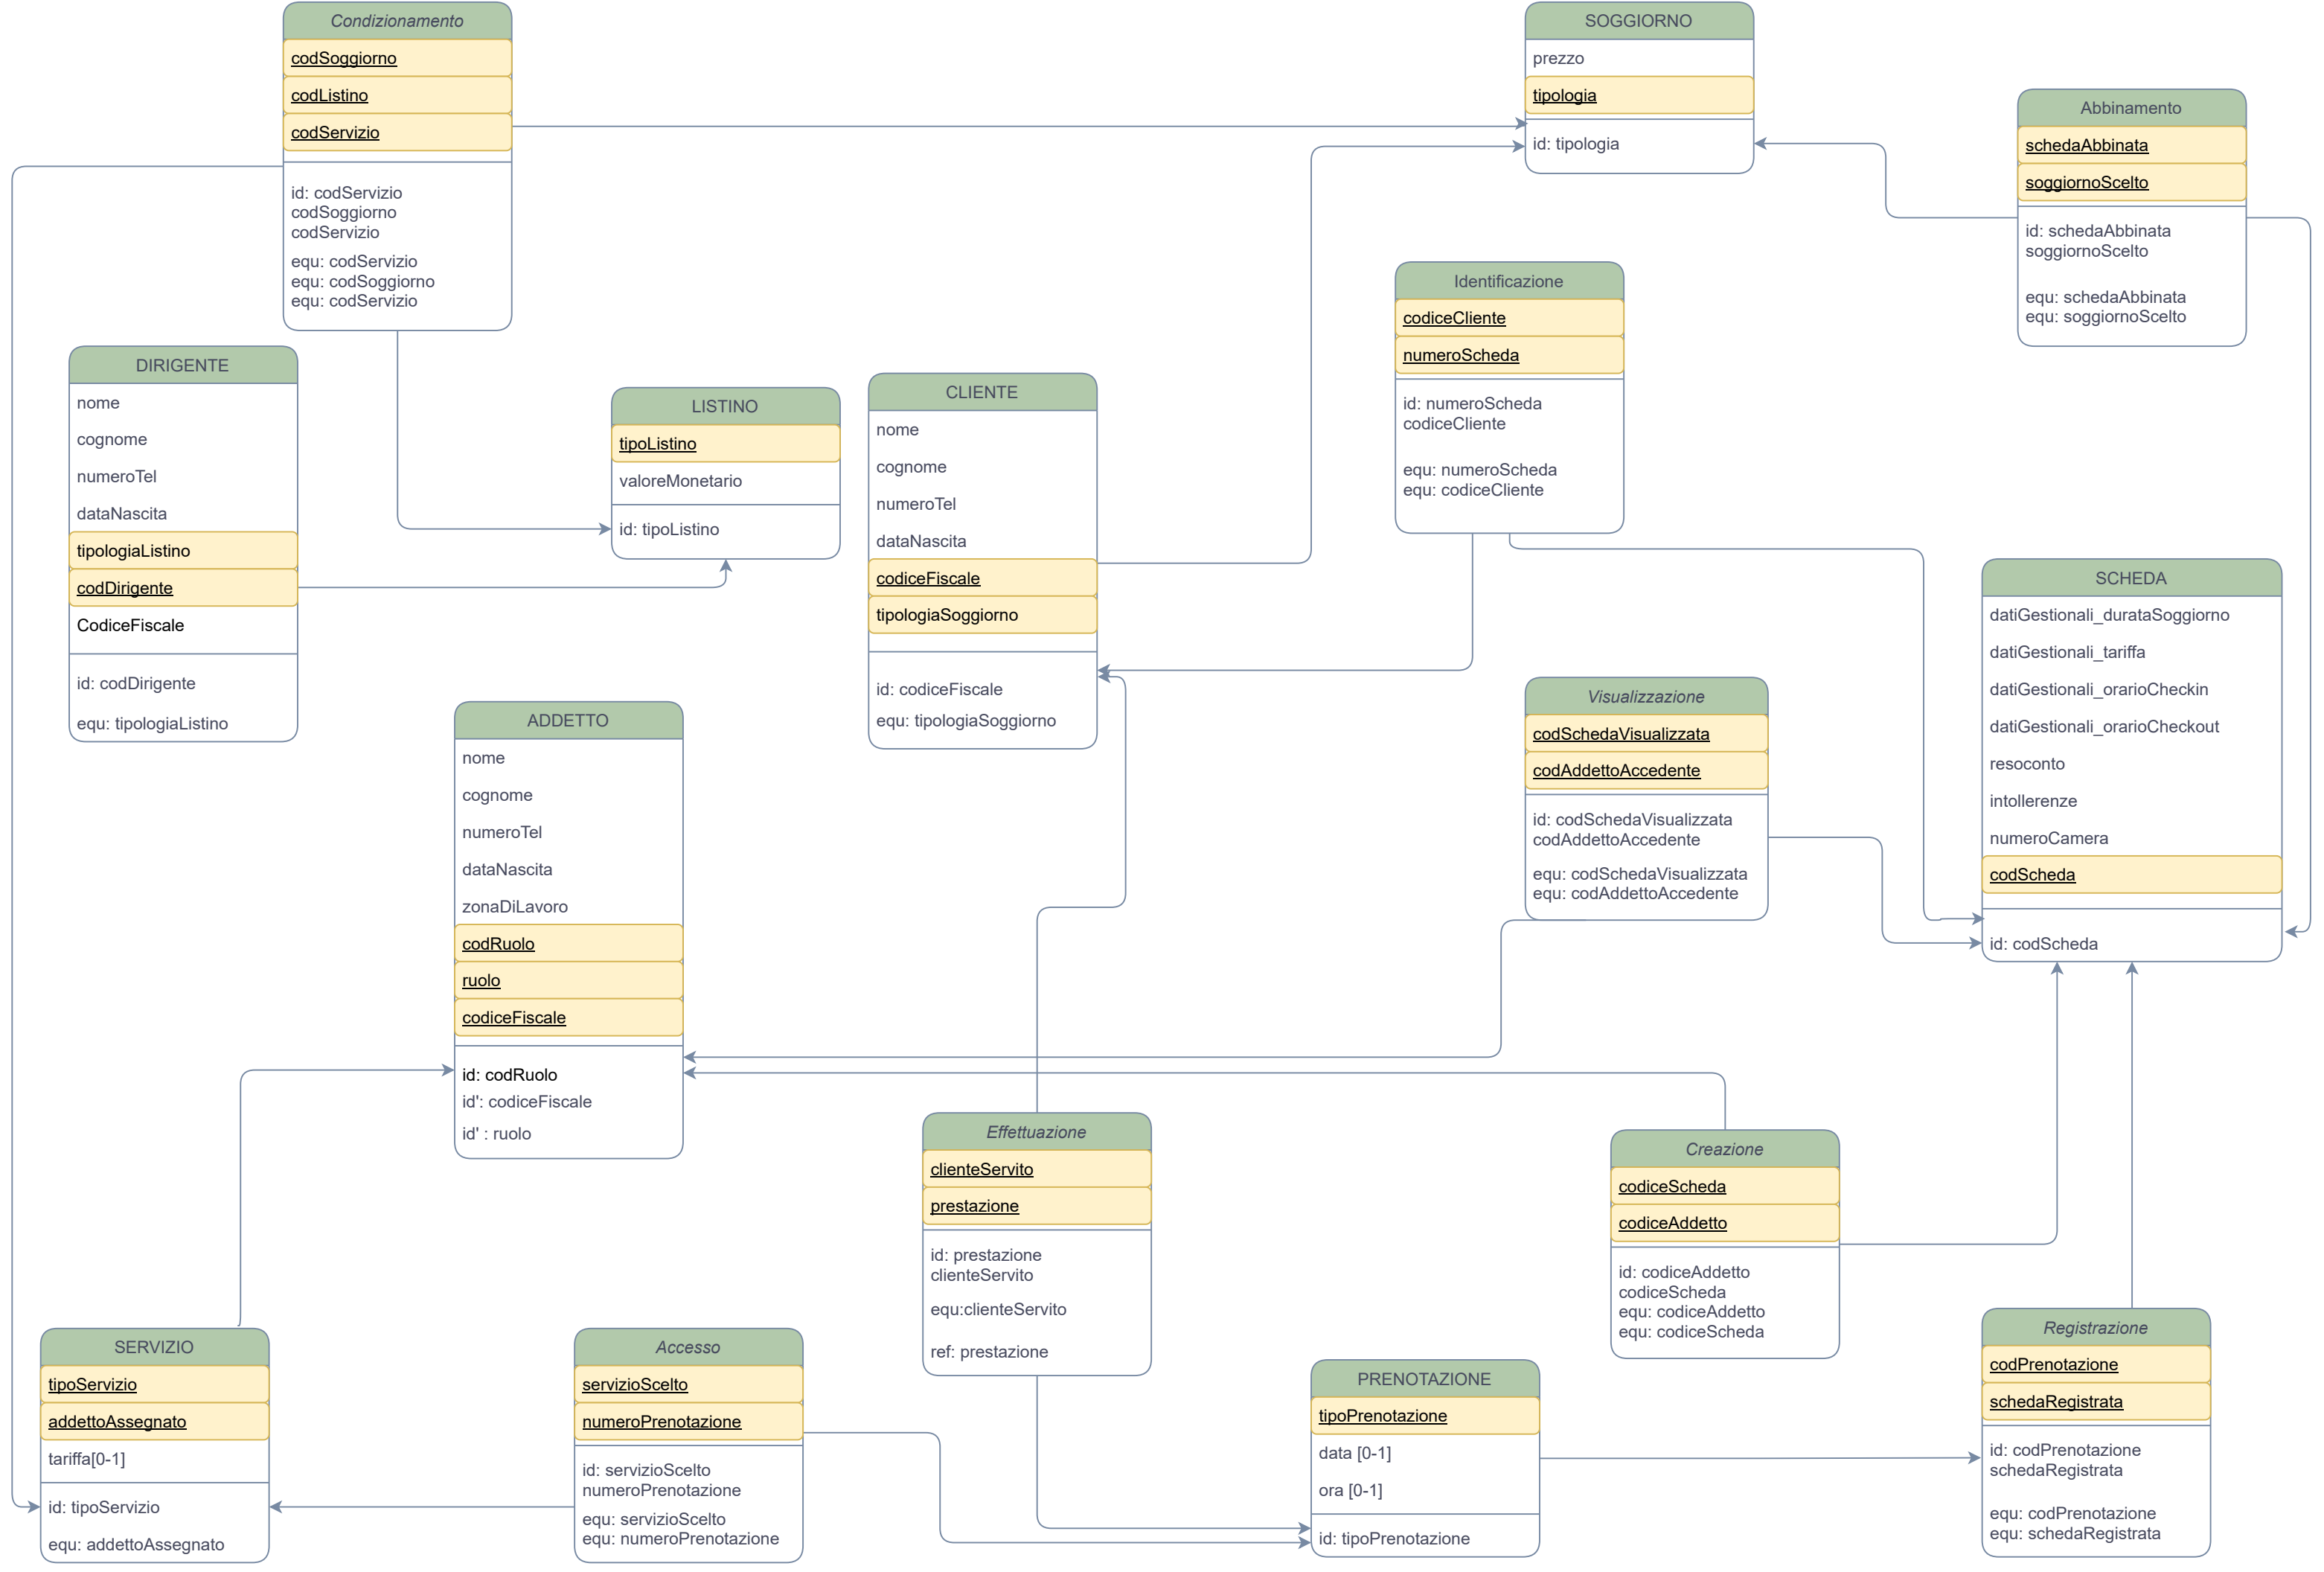 Condizionamento
codSoggiorno
codListino
codServizio
id: codServizio
codSoggiorno
codServizio
equ: codServizio
equ: codSoggiorno
equ: codServizio
SOGGIORNO
prezzo
tipologia
id: tipologia
Abbinamento
schedaAbbinata
soggiornoScelto
id: schedaAbbinata
soggiornoScelto
equ: schedaAbbinata
equ: soggiornoScelto
Identificazione
codiceCliente
numeroScheda
id: numeroScheda
codiceCliente
equ: numeroScheda
equ: codiceCliente
DIRIGENTE
nome
cognome
numeroTel
dataNascita
tipologiaListino
codDirigente
CodiceFiscale
id: codDirigente
equ: tipologiaListino
LISTINO
tipoListino
valoreMonetario
id: tipoListino
CLIENTE
nome
cognome
numeroTel
dataNascita
codiceFiscale
tipologiaSoggiorno
id: codiceFiscale
equ: tipologiaSoggiorno
SCHEDA
datiGestionali_durataSoggiorno
datiGestionali_tariffa
datiGestionali_orarioCheckin
datiGestionali_orarioCheckout
resoconto
intollerenze
numeroCamera
codScheda
id: codScheda
Visualizzazione
codSchedaVisualizzata
codAddettoAccedente
id: codSchedaVisualizzata
codAddettoAccedente
equ: codSchedaVisualizzata
equ: codAddettoAccedente
ADDETTO
nome
cognome
numeroTel
dataNascita
zonaDiLavoro
codRuolo
ruolo
codiceFiscale
id: codRuolo
id': codiceFiscale
id' : ruolo
Effettuazione
clienteServito
prestazione
id: prestazione
clienteServito
equ:clienteServito
ref: prestazione
Creazione
codiceScheda
codiceAddetto
id: codiceAddetto
codiceScheda
equ: codiceAddetto
equ: codiceScheda
SERVIZIO
tipoServizio
addettoAssegnato
tariffa[0-1]
id: tipoServizio
equ: addettoAssegnato
Accesso
servizioScelto
numeroPrenotazione
id: servizioScelto
numeroPrenotazione
equ: servizioScelto
equ: numeroPrenotazione
PRENOTAZIONE
tipoPrenotazione
data [0-1]
ora [0-1]
id: tipoPrenotazione
Registrazione
codPrenotazione
schedaRegistrata
id: codPrenotazione
schedaRegistrata
equ: codPrenotazione
equ: schedaRegistrata